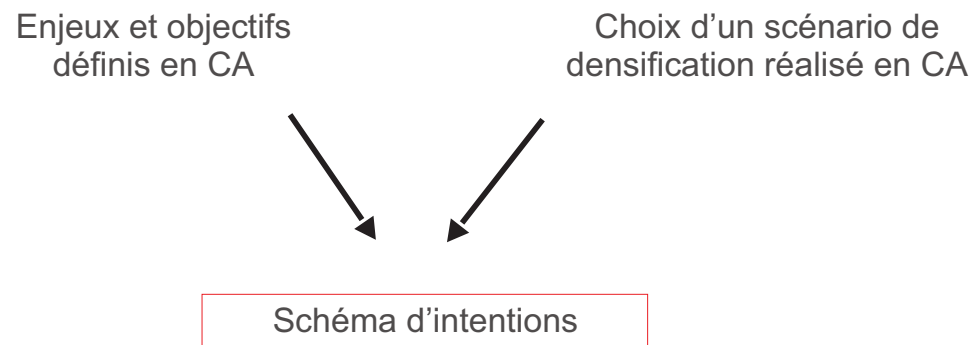 Enjeux et objectifs
définis en CA
Choix d’un scénario de
densification réalisé en CA
Schéma d’intentions